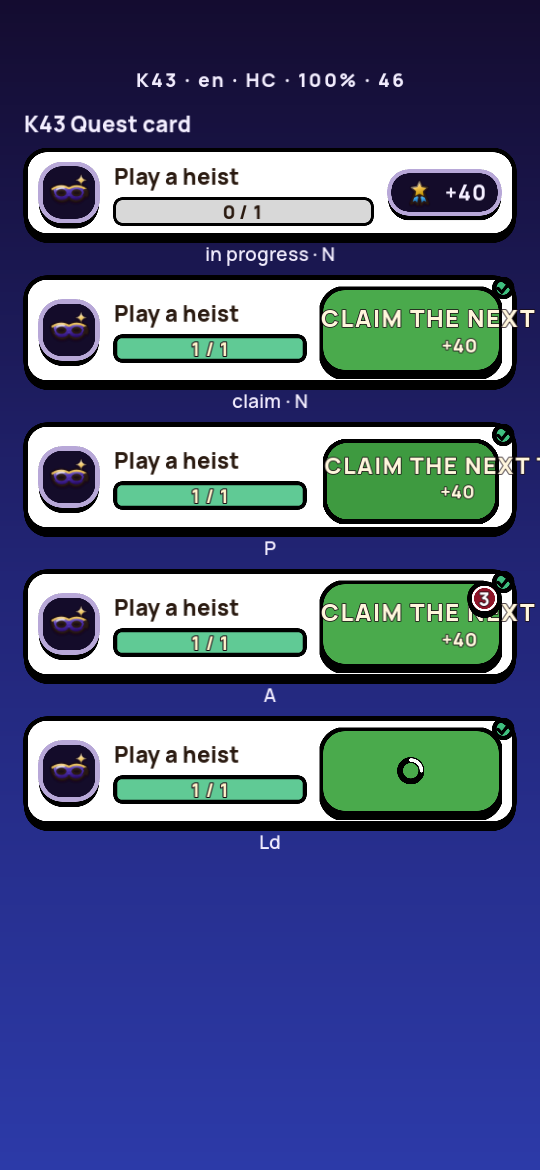 K43 · en · HC · 100% · 46
K43 Quest card
Play a heist
0 / 1
+40
in progress · N
Play a heist
1 / 1
CLAIM THE NEXT
+40
claim · N
Play a heist
1 / 1
CLAIM THE NEXT
+40
P
Play a heist
1 / 1
CLAIM THE NEXT
+40
3
A
Play a heist
1 / 1
Ld